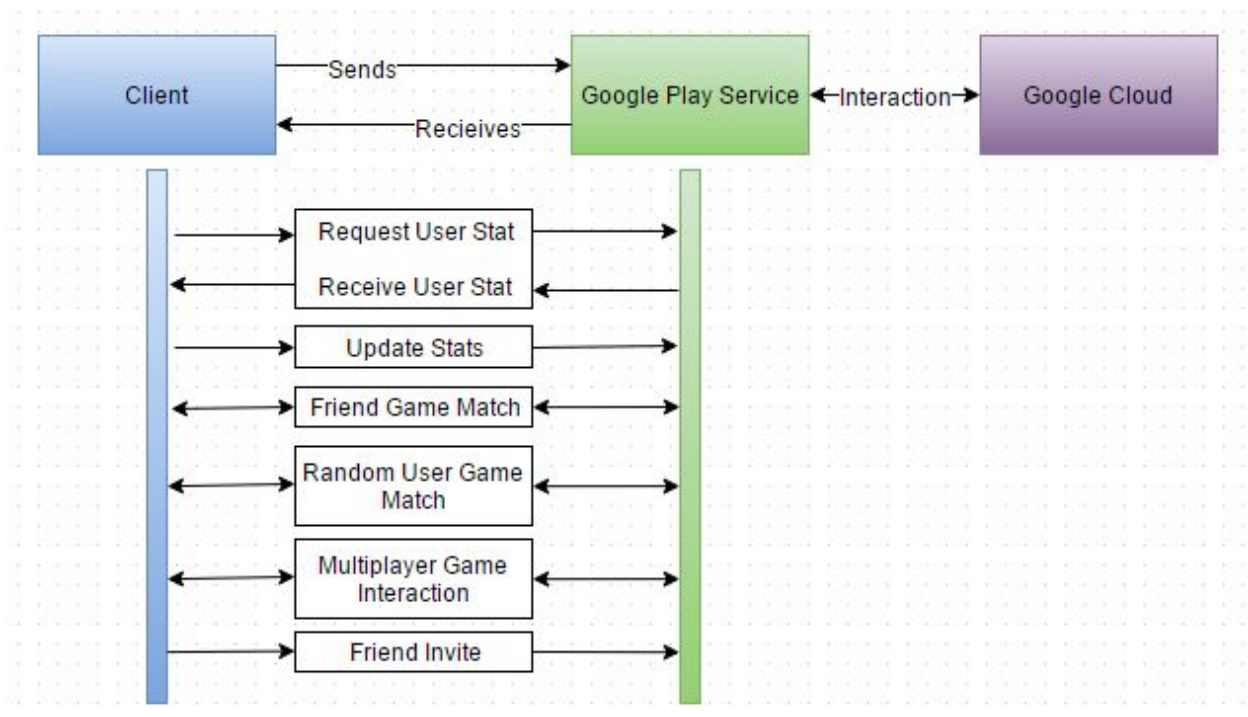 Client
Sends
Recieives
Google Play Service
Interaction
Google Cloud
Request User Stat
Receive User Stat
Update Stats
Friend Game Match
Random User Game
Match
Multiplayer Game
Interaction
Friend Invite